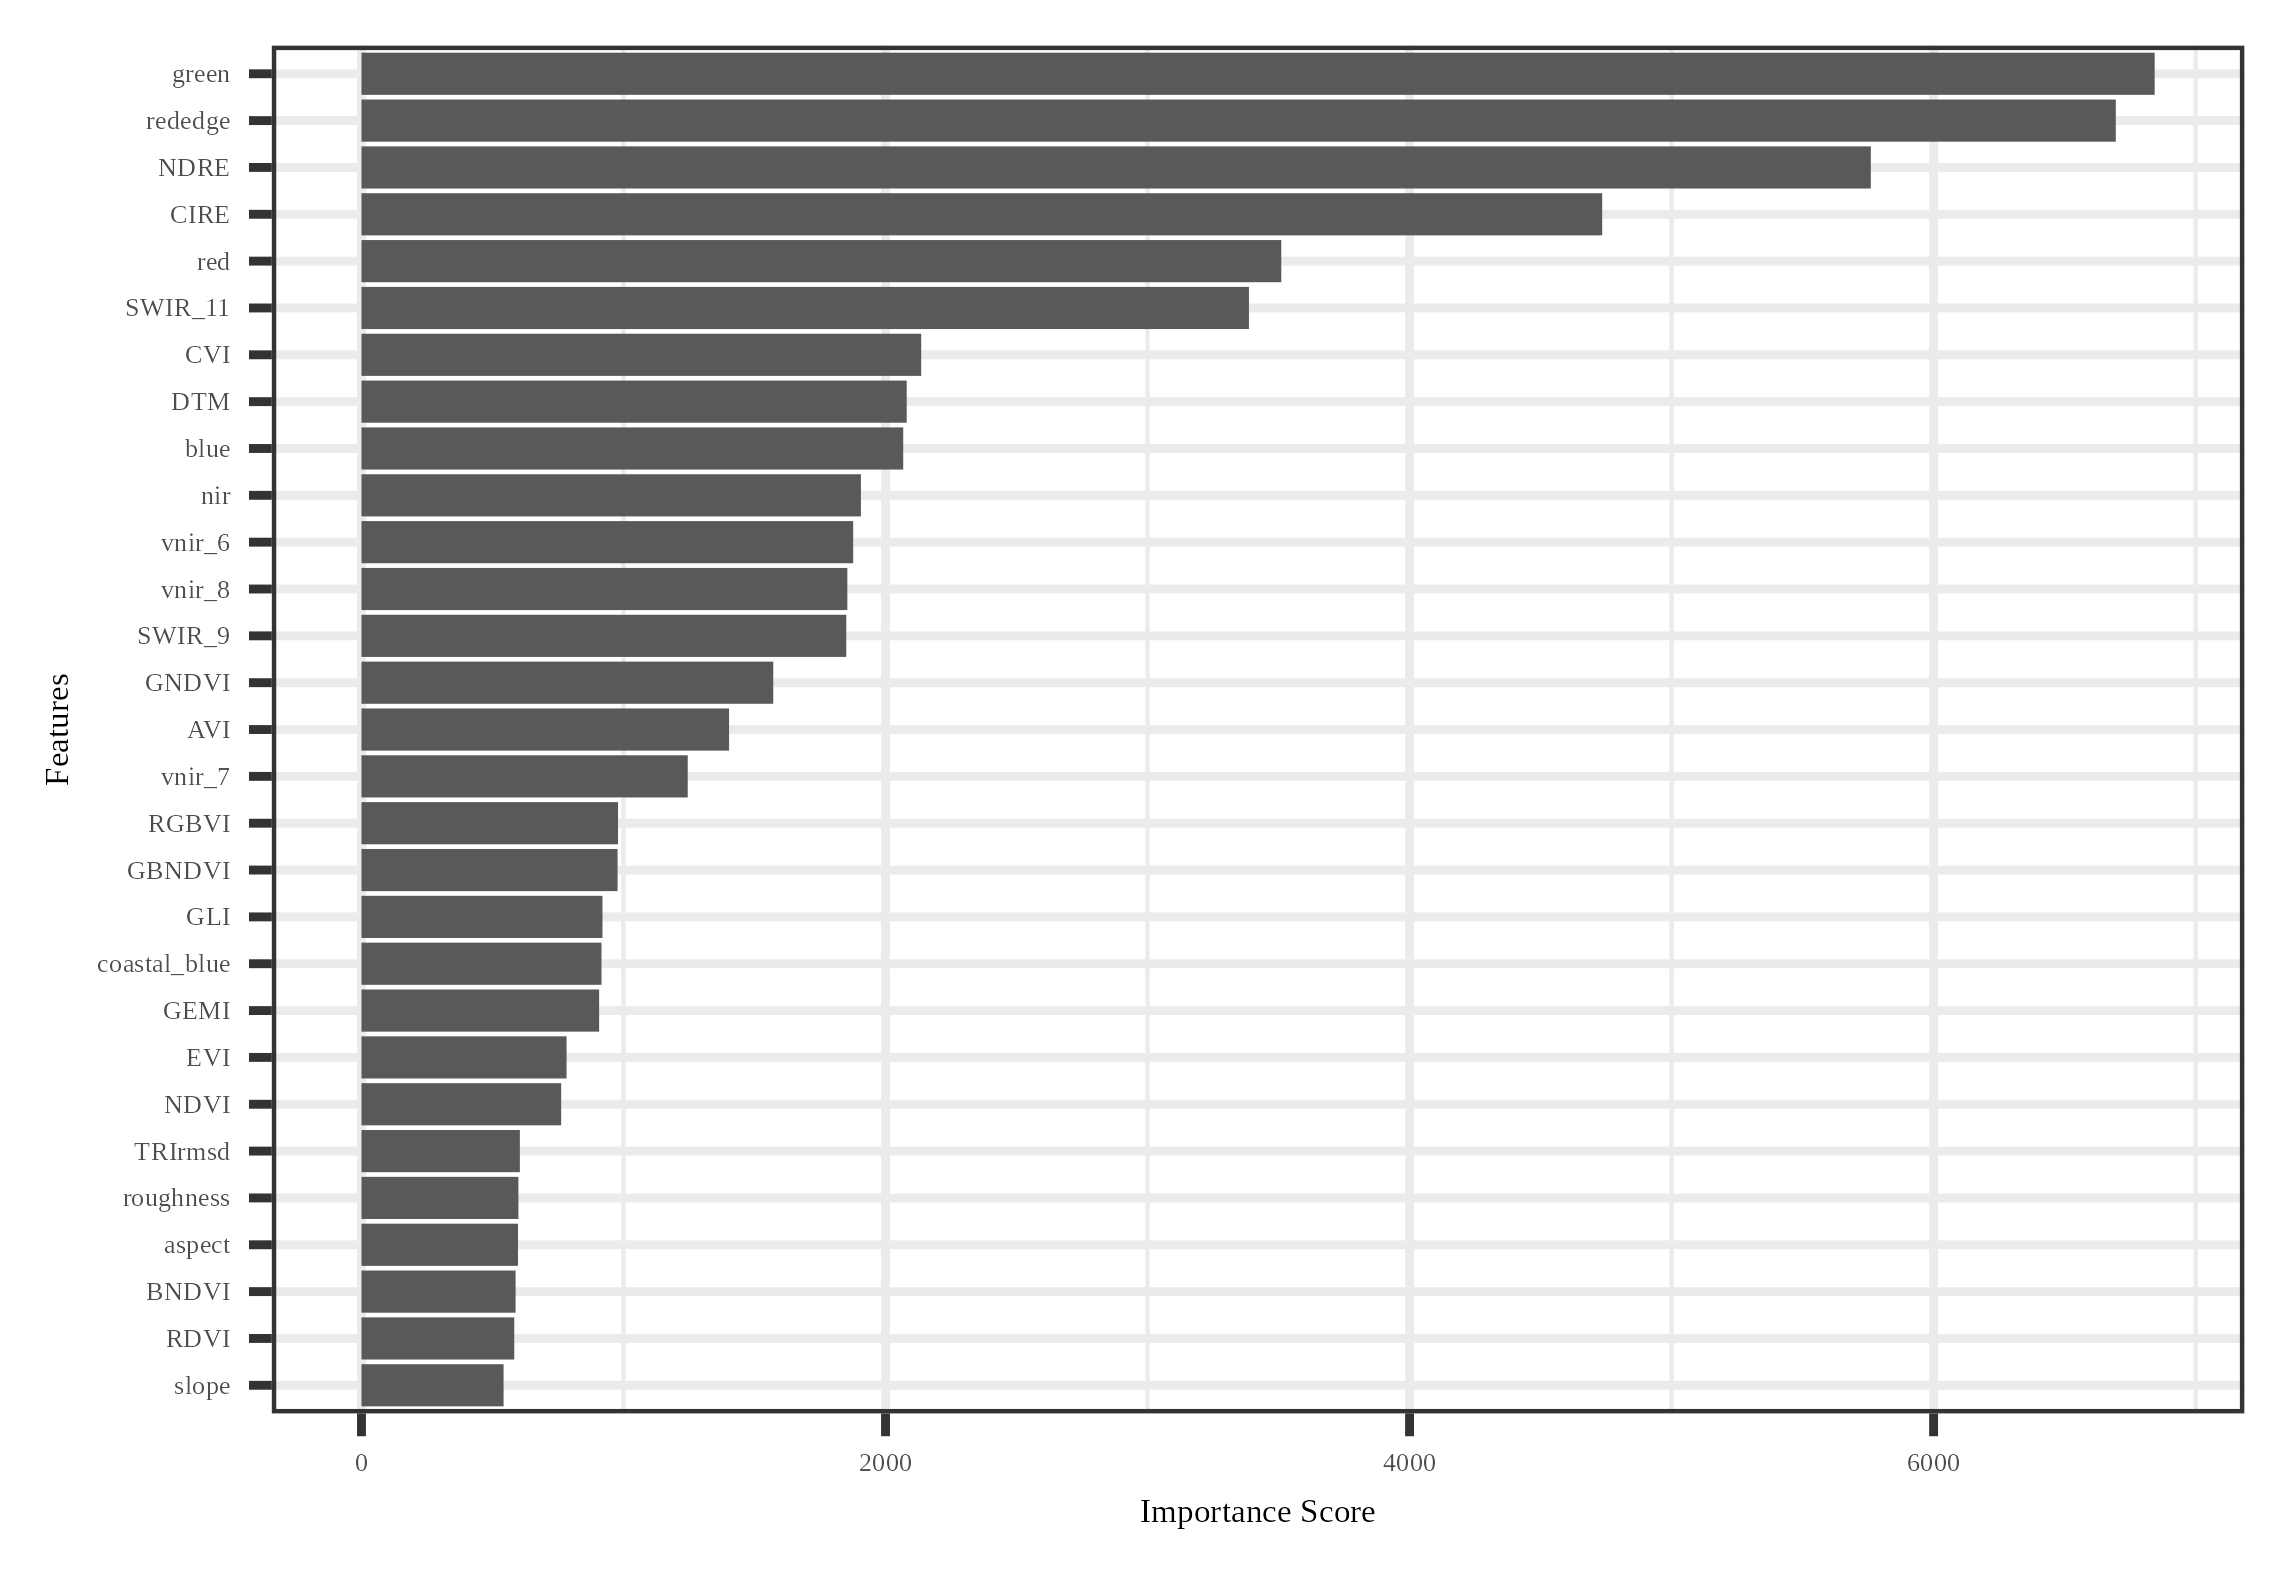 green
rededge
NDRE
CIRE
red
SWIR_11
CVI
DTM
blue
nir
vnir_6
vnir_8
SWIR_9
GNDVI
AVI
vnir_7
RGBVI
GBNDVI
GLI
coastal_blue
GEMI
EVI
NDVI
TRIrmsd
roughness
aspect
BNDVI
RDVI
slope
Features
0 2000 4000 6000
Importance Score